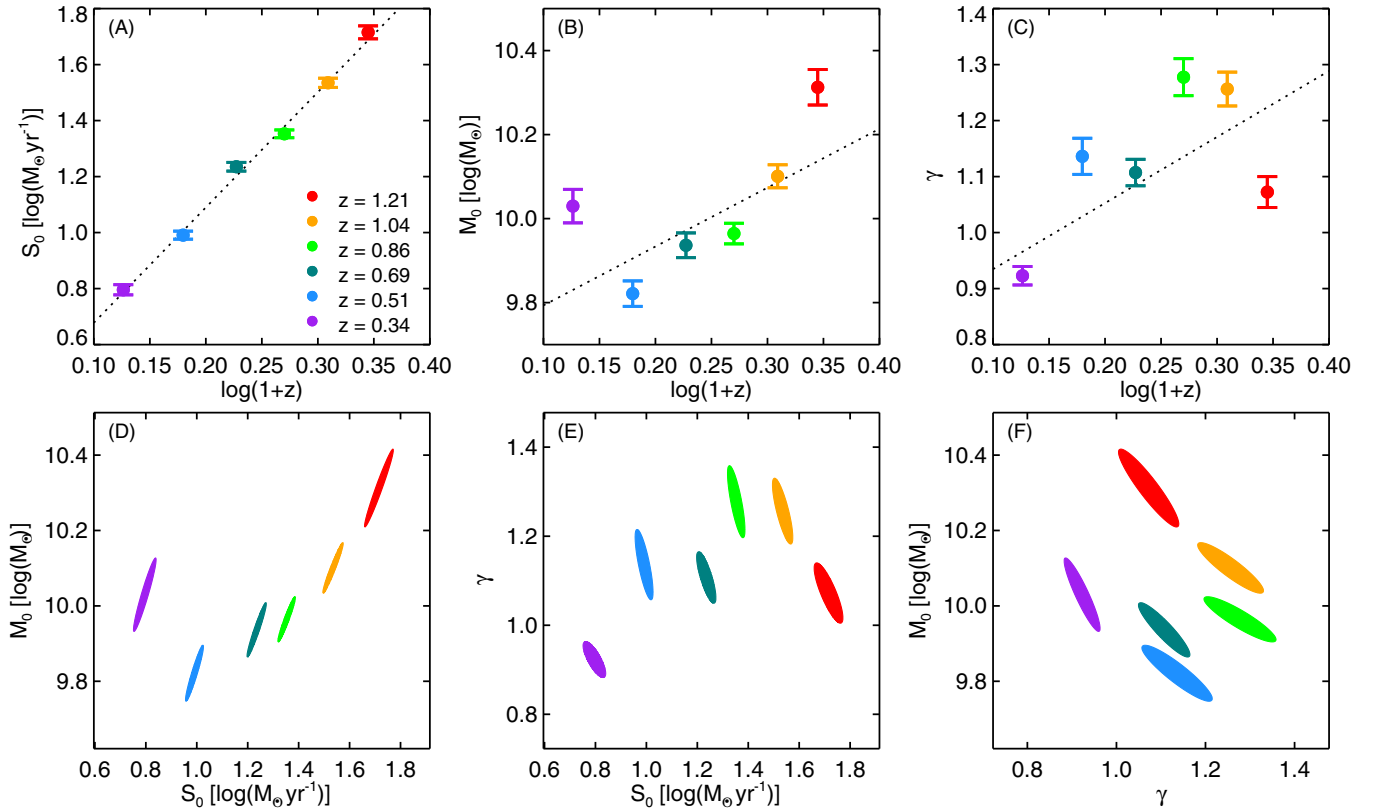 (A)
S₀ [log(M☉ yr⁻¹)]
1.8
1.6
1.4
1.2
1.0
0.8
0.6
z = 1.21
z = 1.04
z = 0.86
z = 0.69
z = 0.51
z = 0.34
0.10 0.15 0.20 0.25 0.30 0.35 0.40
log(1+z)
(B)
M₀ [log(M☉)]
10.4
10.2
10.0
9.8
0.10 0.15 0.20 0.25 0.30 0.35 0.40
log(1+z)
(C)
γ
1.4
1.3
1.2
1.1
1.0
0.9
0.8
0.10 0.15 0.20 0.25 0.30 0.35 0.40
log(1+z)
(D)
M₀ [log(M☉)]
10.4
10.2
10.0
9.8
0.6 0.8 1.0 1.2 1.4 1.6 1.8
S₀ [log(M☉ yr⁻¹)]
(E)
γ
1.4
1.2
1.0
0.8
0.6 0.8 1.0 1.2 1.4 1.6 1.8
S₀ [log(M☉ yr⁻¹)]
(F)
M₀ [log(M☉)]
10.4
10.2
10.0
9.8
0.8 1.0 1.2 1.4
γ